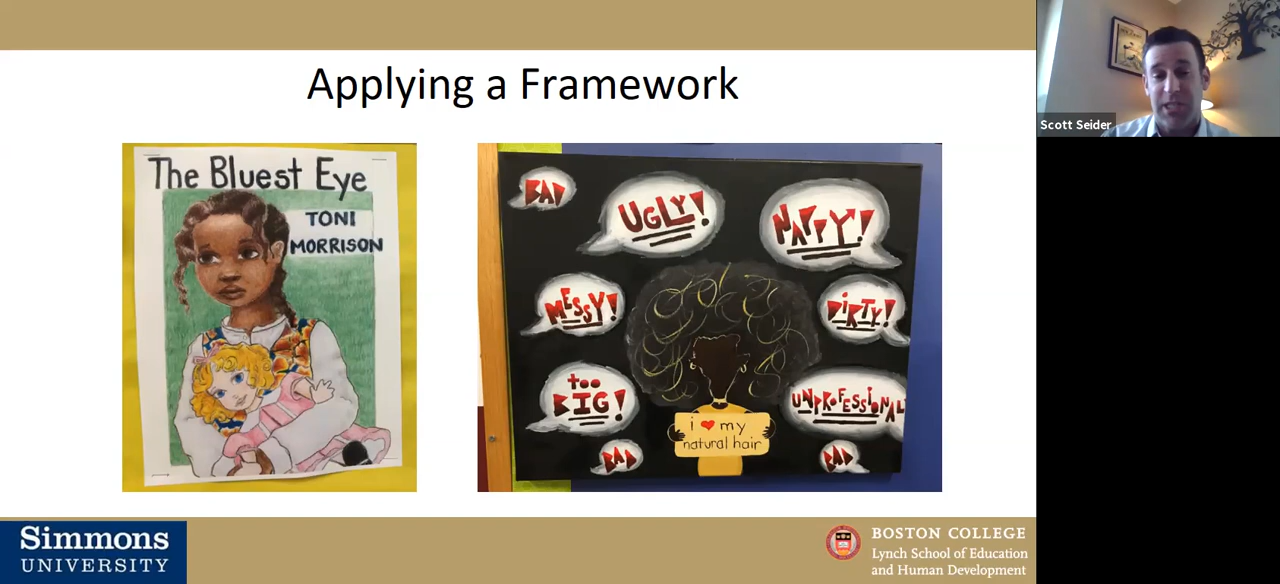 Applying a Framework
The Bluest Eye
TONI
MORRISON
BAD
UGLY!
NAPPY!
MESSY!
DIRTY!
too
BIG!
UNPROFESSIONAL
i ❤ my
natural hair
BAD
BAD
Scott Seider
Simmons
UNIVERSITY
BOSTON COLLEGE
Lynch School of Education
and Human Development